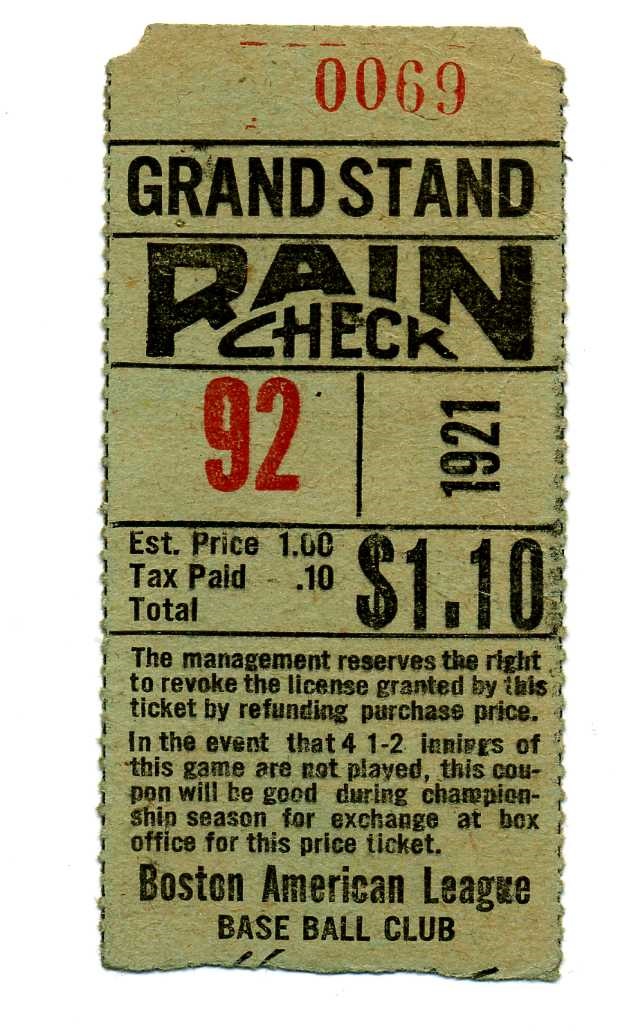 0069
GRAND STAND
RAIN
CHECK
92
1921
Est. Price 1.00
Tax Paid .10
Total
$1.10
The management reserves the right
to revoke the license granted by this
ticket by refunding purchase price.
In the event that 4 1-2 innings of
this game are not played, this cou-
pon will be good during champion-
ship season for exchange at box
office for this price ticket.
Boston American League
BASE BALL CLUB